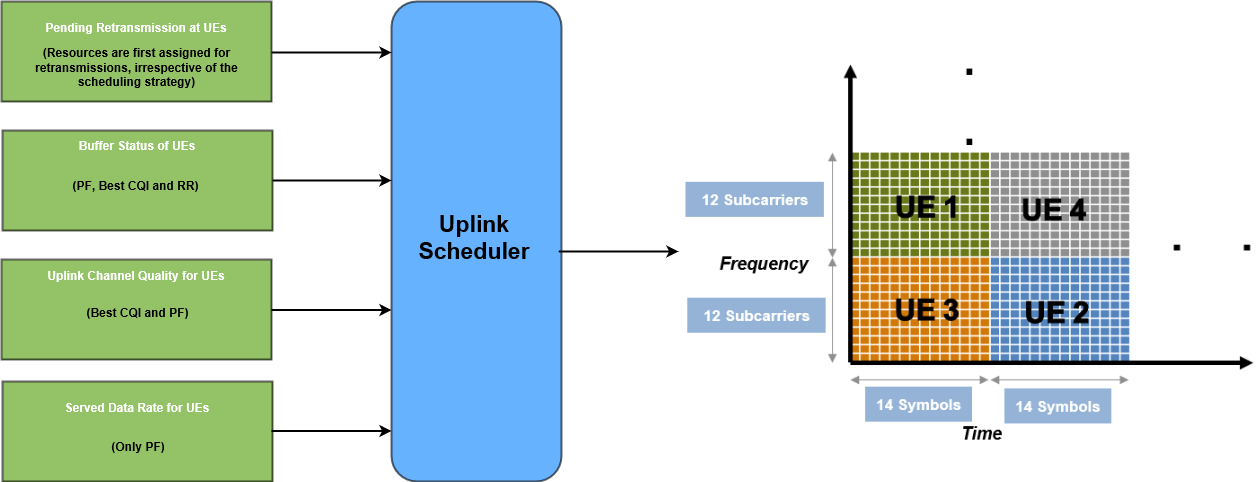 Pending Retransmission at UEs
(Resources are first assigned for
retransmissions, irrespective of the
scheduling strategy)
Buffer Status of UEs
(PF, Best CQI and RR)
Uplink Channel Quality for UEs
(Best CQI and PF)
Served Data Rate for UEs
(Only PF)
Uplink
Scheduler
12 Subcarriers
Frequency
12 Subcarriers
UE 1
UE 4
UE 3
UE 2
14 Symbols
14 Symbols
Time